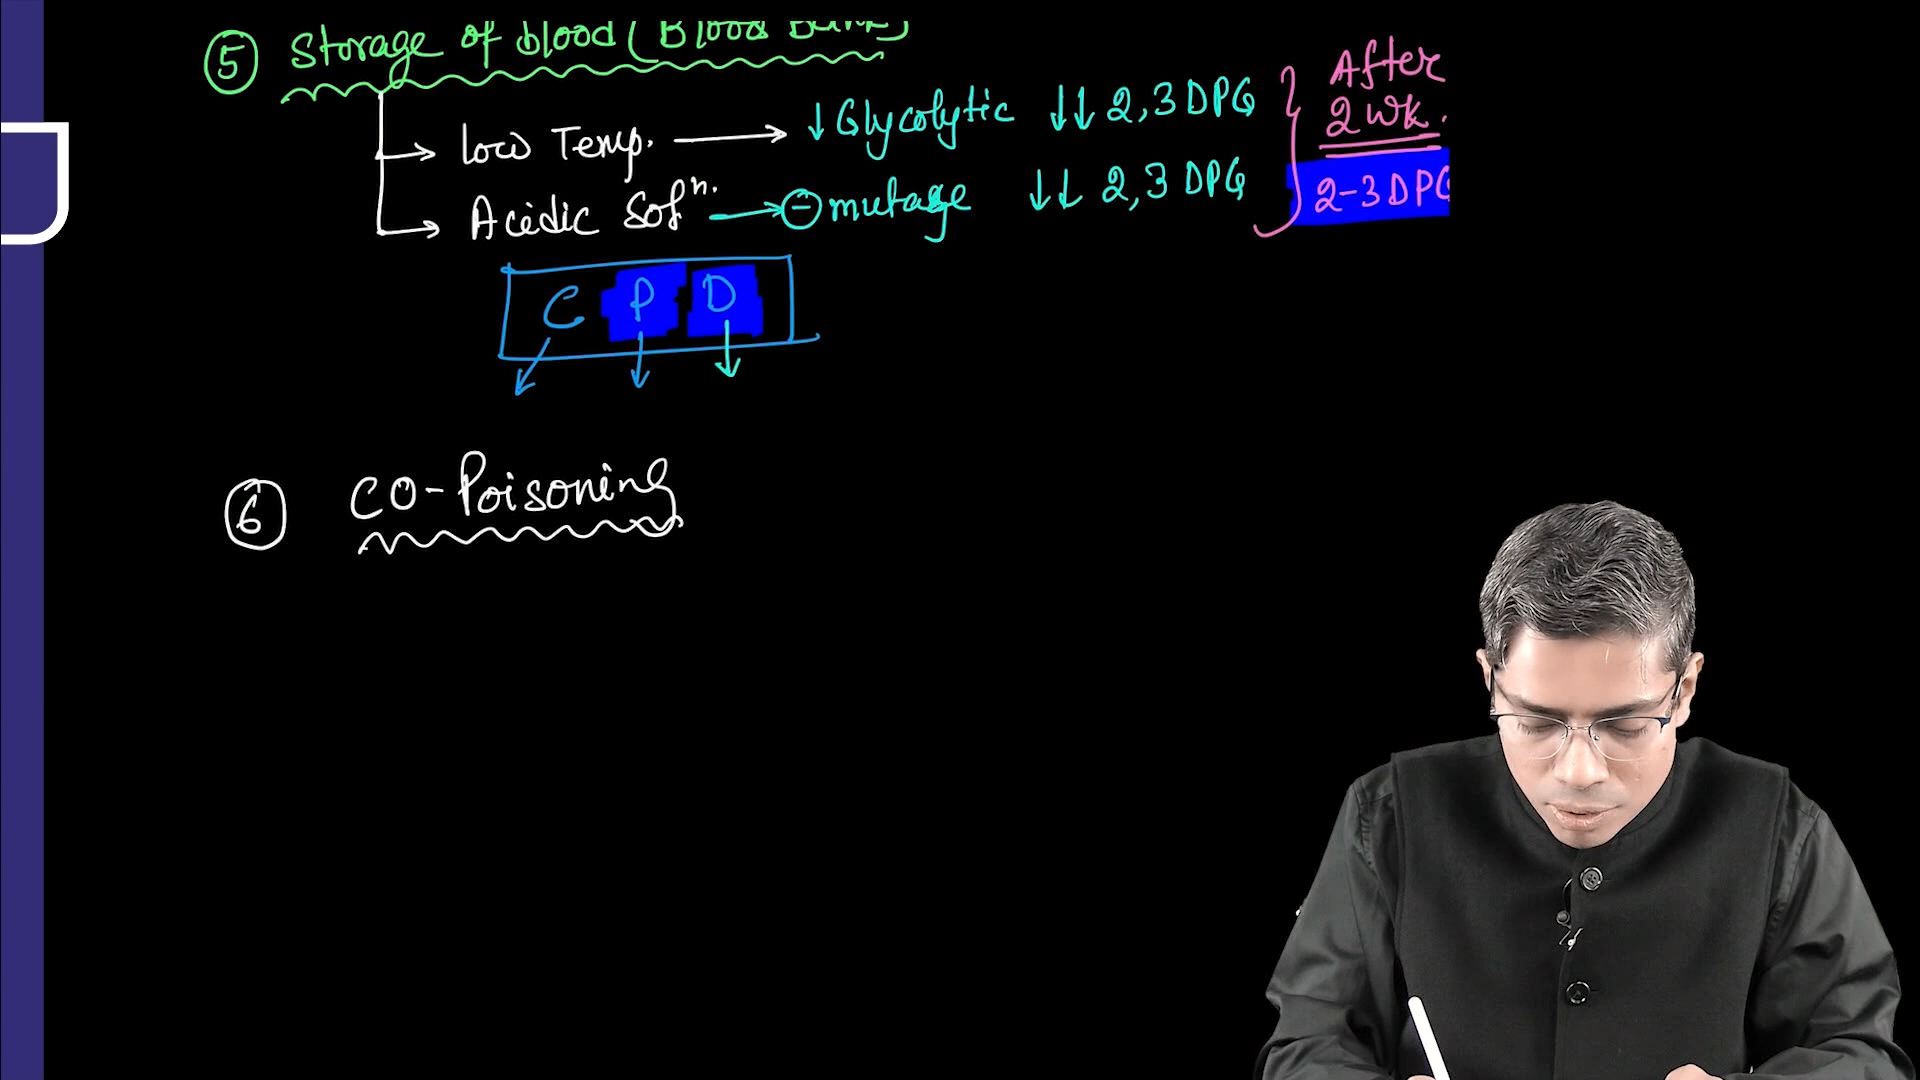 5 Storage of blood (Blood Bank)
Low Temp. → ↓ Glycolytic ↓↓ 2,3 DPG
After
2 wk.
Acidic Solⁿ. → ⊖ mutase ↓↓ 2,3 DPG
2-3 DPG
C P D
6 CO-Poisoning